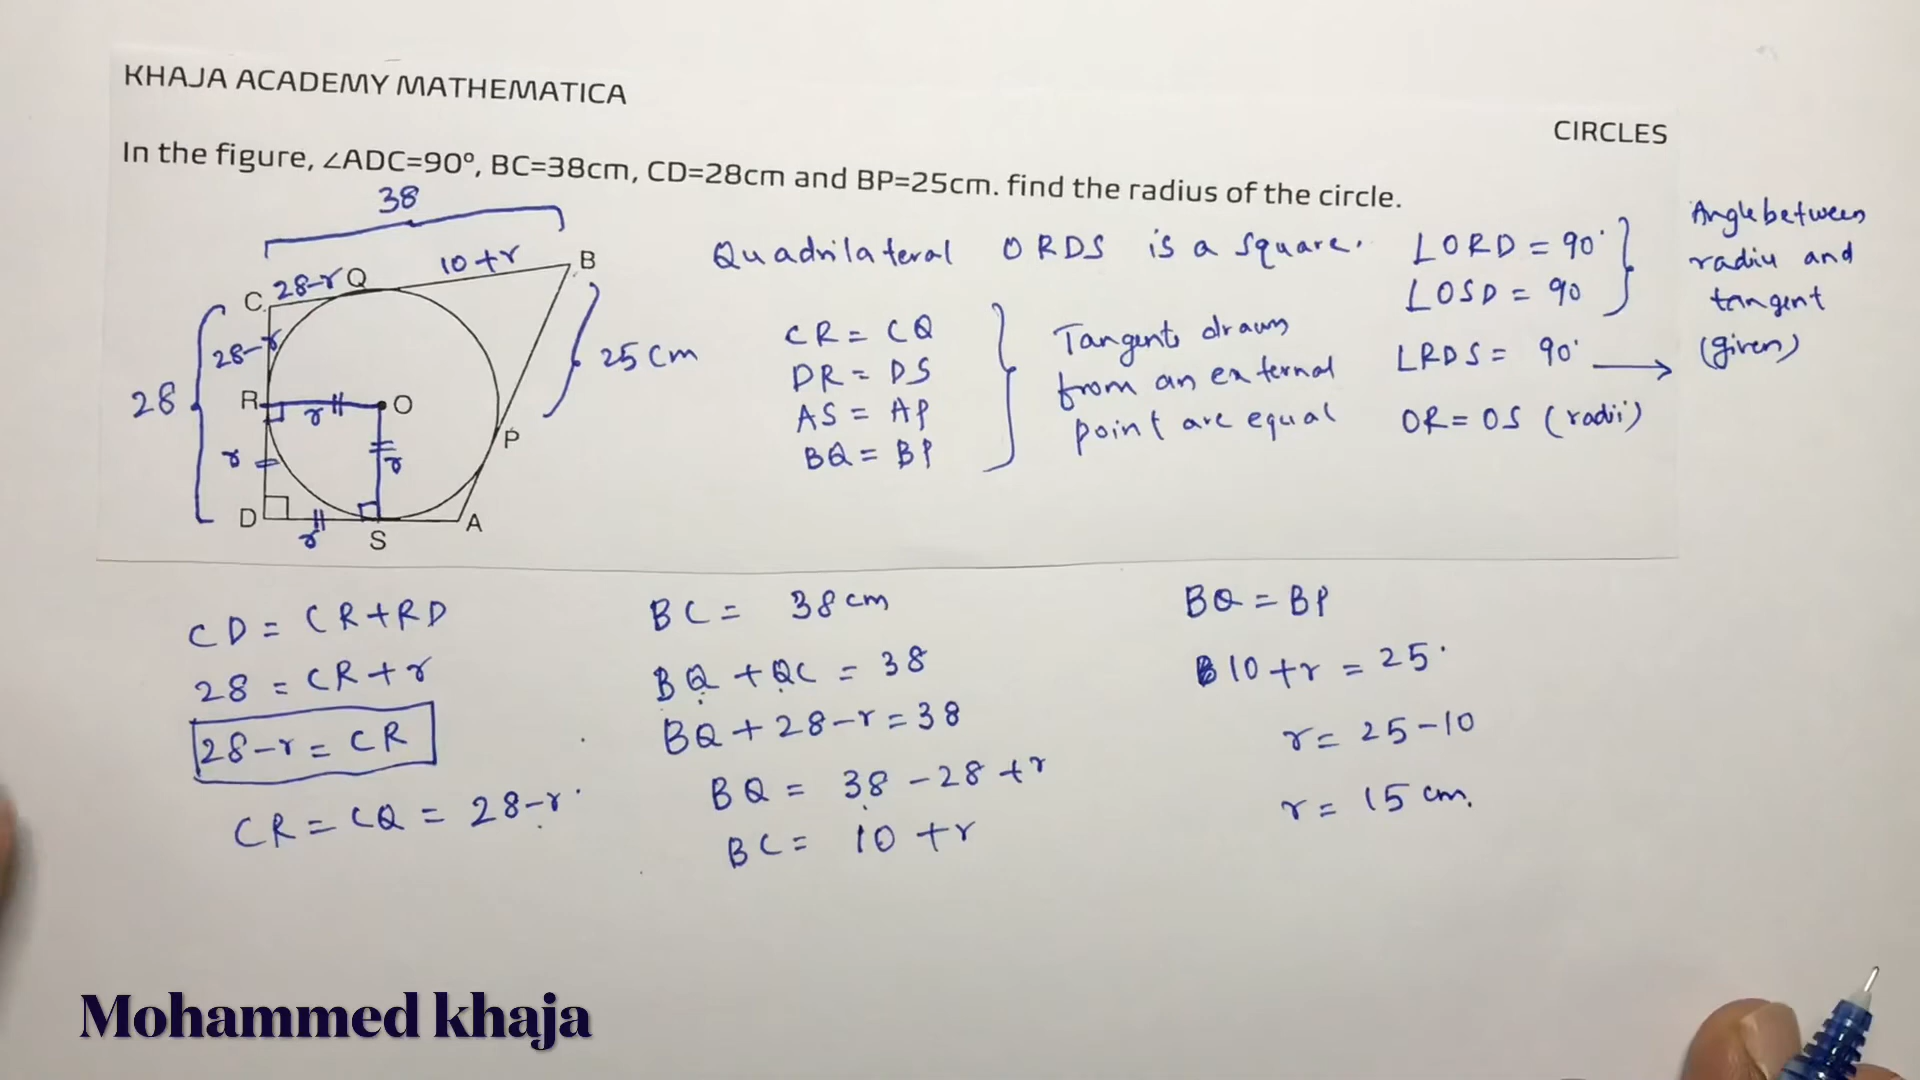 KHAJA ACADEMY MATHEMATICA
CIRCLES
In the figure, ∠ADC=90º, BC=38cm, CD=28cm and BP=25cm. find the radius of the circle.
38
28-r Q 10+r B
C
28-r
28
25 cm
R r O
r r P
D r S A
Quadrilateral ORDS is a square.
CR = CQ
DR = DS
AS = AP
BQ = BP
Tangents drawn
from an external
point are equal
∠ORD = 90°
∠OSD = 90
∠RDS = 90° → (given)
OR = OS (radii)
Angle between
radiu and
tangent
CD = CR+RD
28 = CR+r
28-r = CR
CR = CQ = 28-r.
BC = 38cm
BQ + QC = 38
BQ + 28-r = 38
BQ = 38 - 28 +r
BC = 10 +r
BQ = BP
10 +r = 25.
r = 25-10
r = 15 cm.
Mohammed khaja